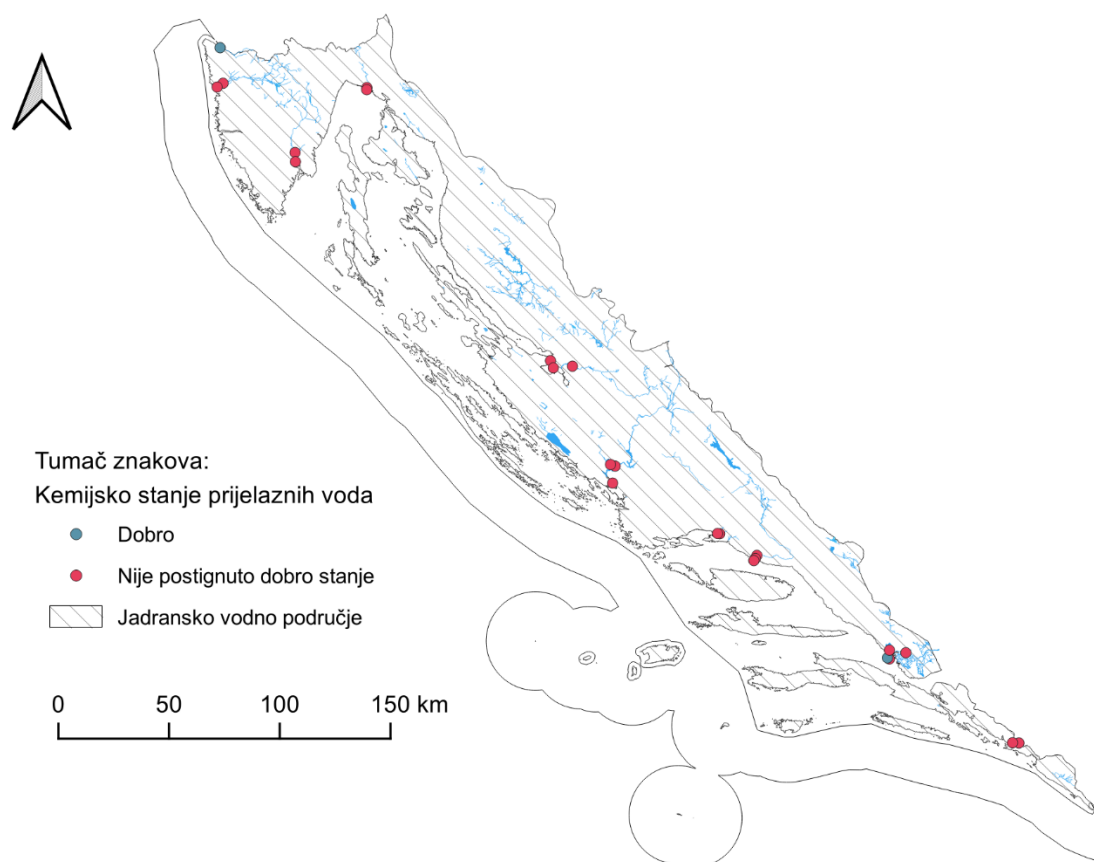 Tumač znakova:
Kemijsko stanje prijelaznih voda
Dobro
Nije postignuto dobro stanje
Jadransko vodno područje
0 50 100 150 km